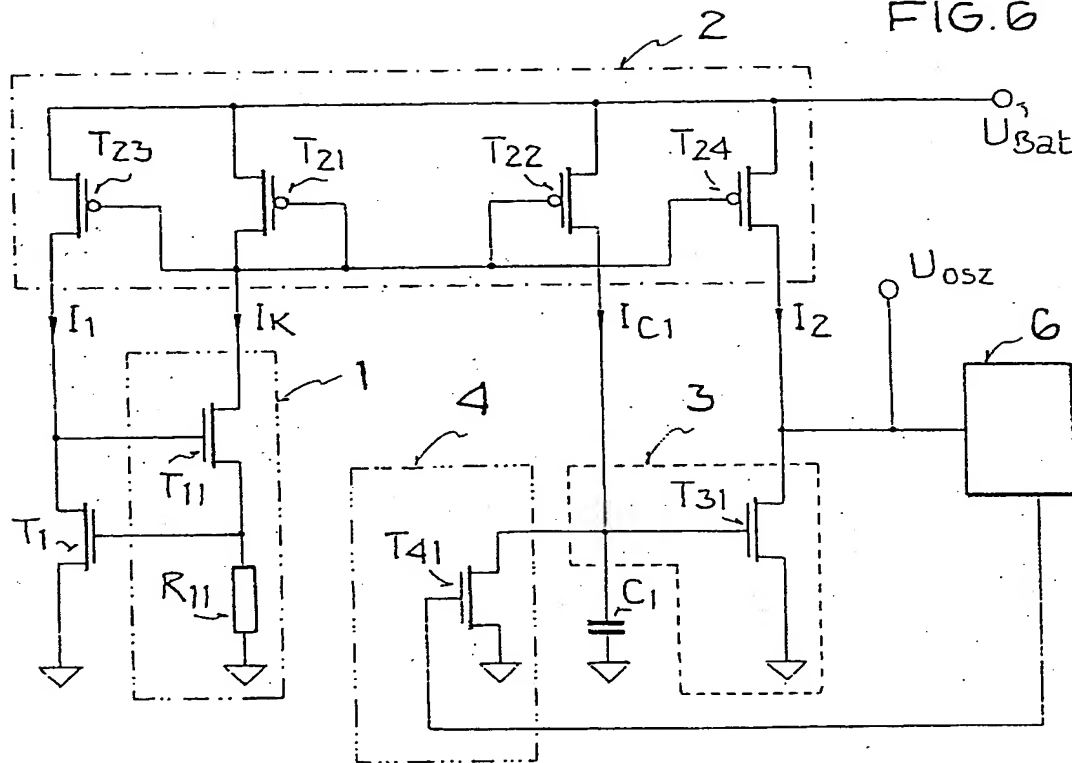 FIG.6
2
UBat
T23
T21
T22
T24
Uosz
I1
IK
IC1
I2
6
1
4
3
T11
T31
T1
T41
R11
C1